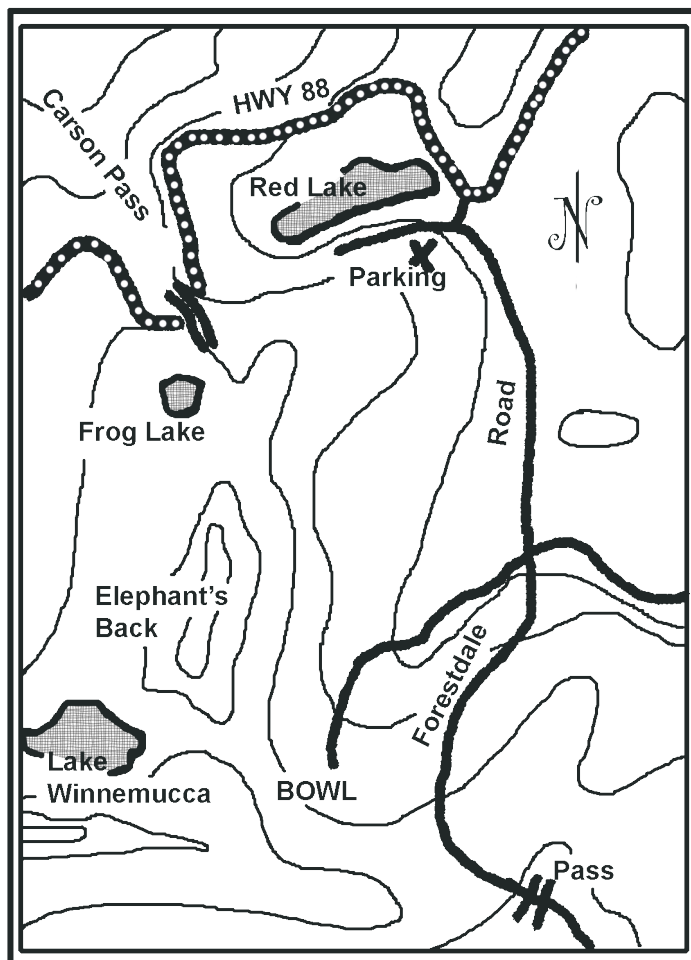 HWY 88
Carson Pass
Red Lake
N
X
Parking
Road
Frog Lake
Elephant's
Back
Forestdale
Lake
Winnemucca
BOWL
Pass